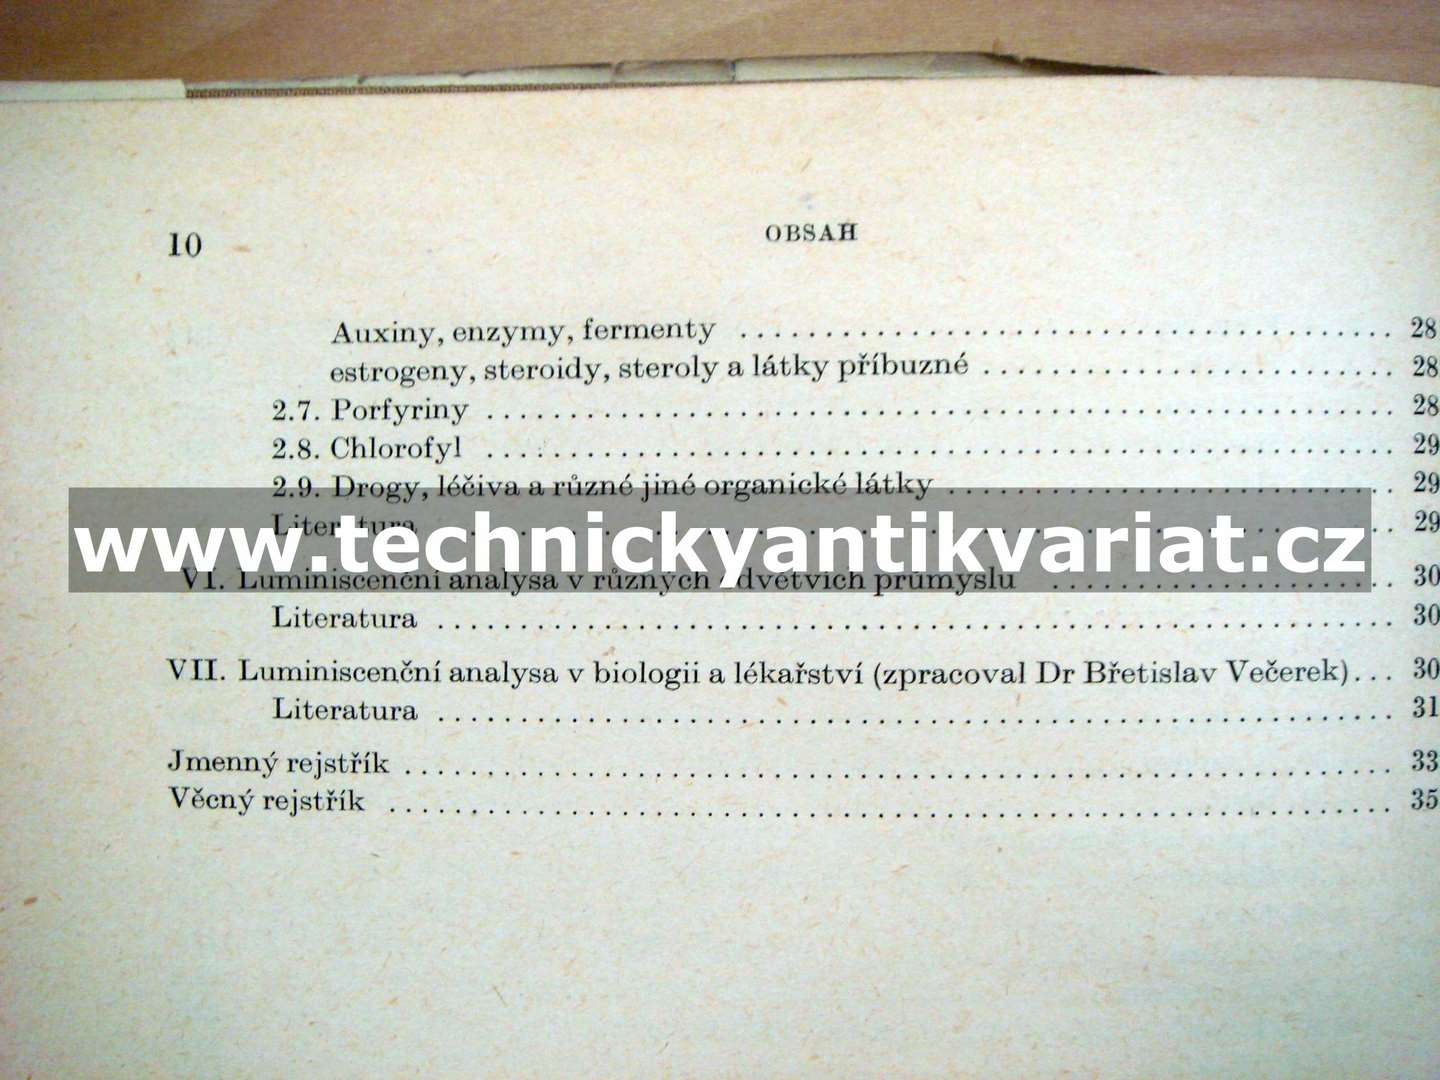 10 OBSAH
Auxiny, enzymy, fermenty . . . . . . . . . . . . . . . . . . . . 28
estrogeny, steroidy, steroly a látky příbuzné . . . . . . . . . . . . . . . . . . . . 28
2.7. Porfyriny . . . . . . . . . . . . . . . . . . . . 28
2.8. Chlorofyl . . . . . . . . . . . . . . . . . . . . 29
2.9. Drogy, léčiva a různé jiné organické látky . . . . . . . . . . . . . . . . . . . . 29
Literatura . . . . . . . . . . . . . . . . . . . . 29
www.technickyantikvariat.cz
VI. Luminiscenční analysa v různých odvětvích průmyslu . . . . . . . . . . . . . . . . . . . . 30
Literatura . . . . . . . . . . . . . . . . . . . . 30
VII. Luminiscenční analysa v biologii a lékařství (zpracoval Dr Břetislav Večerek) . . . 30
Literatura . . . . . . . . . . . . . . . . . . . . 31
Jmenný rejstřík . . . . . . . . . . . . . . . . . . . . 33
Věcný rejstřík . . . . . . . . . . . . . . . . . . . . 35